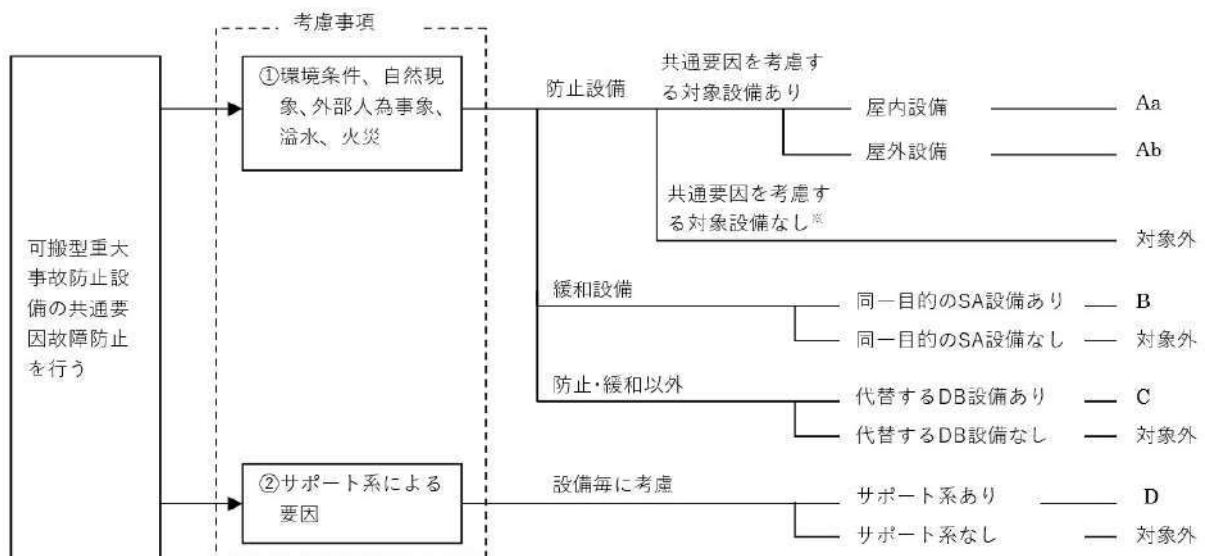 考慮事項
可搬型重大
事故防止設
備の共通要
因故障防止
を行う
①環境条件、自然現
象、外部人為事象、
溢水、火災
防止設備
共通要因を考慮す
る対象設備あり
屋内設備
Aa
屋外設備
Ab
共通要因を考慮す
る対象設備なし※
対象外
緩和設備
同一目的のSA設備あり
B
同一目的のSA設備なし
対象外
防止・緩和以外
代替するDB設備あり
C
代替するDB設備なし
対象外
②サポート系による
要因
設備毎に考慮
サポート系あり
D
サポート系なし
対象外